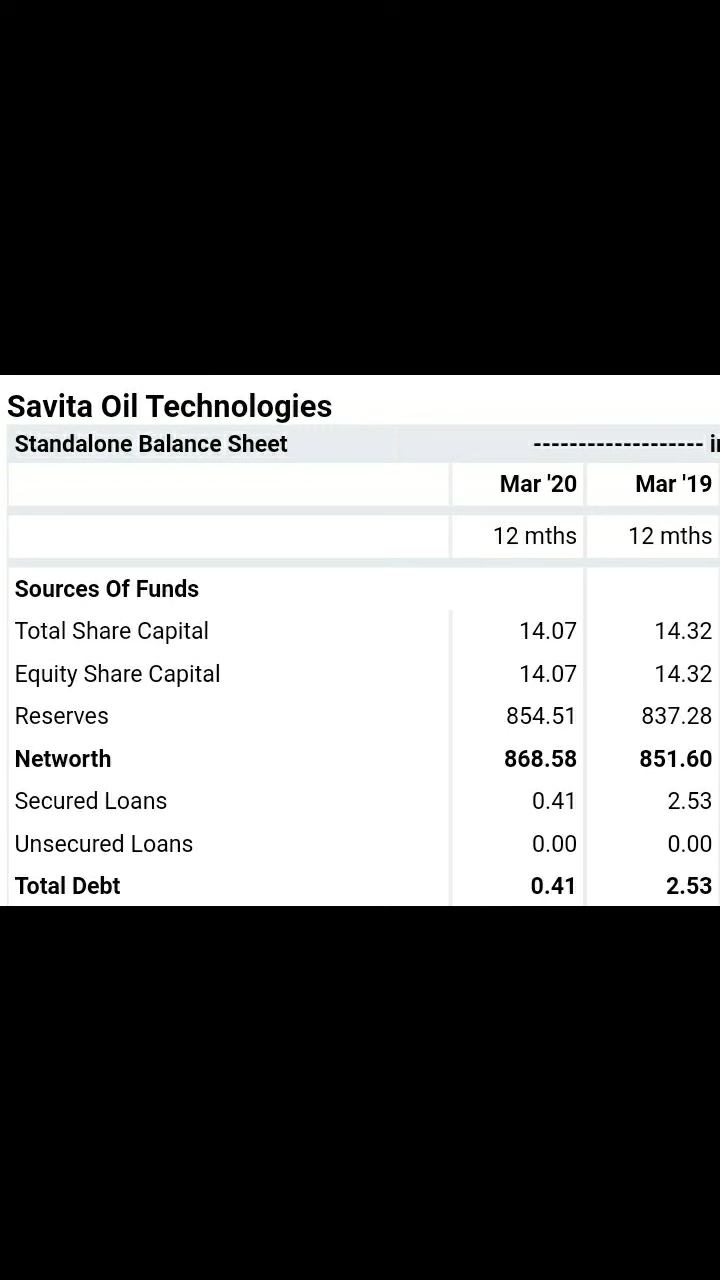 Savita Oil Technologies
Standalone Balance Sheet ------------------- in
Mar '20 Mar '19
12 mths 12 mths
Sources Of Funds
Total Share Capital 14.07 14.32
Equity Share Capital 14.07 14.32
Reserves 854.51 837.28
Networth 868.58 851.60
Secured Loans 0.41 2.53
Unsecured Loans 0.00 0.00
Total Debt 0.41 2.53